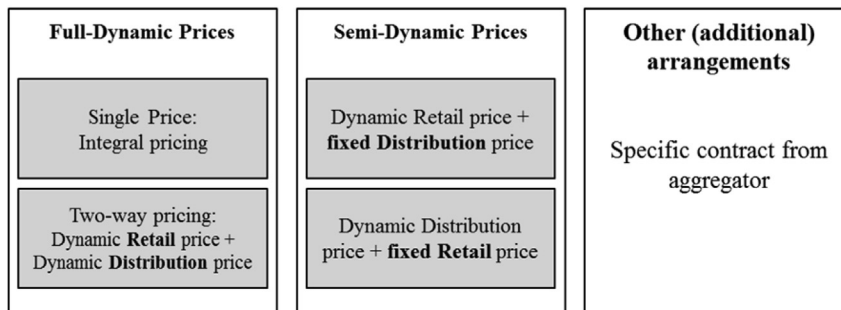 Full-Dynamic Prices
Single Price:
Integral pricing
Two-way pricing:
Dynamic Retail price +
Dynamic Distribution price
Semi-Dynamic Prices
Dynamic Retail price +
fixed Distribution price
Dynamic Distribution
price + fixed Retail price
Other (additional)
arrangements
Specific contract from
aggregator